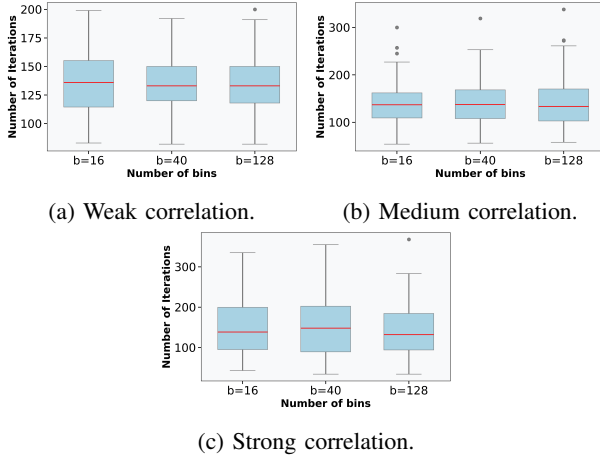 Number of Iterations
200
175
150
125
100
b=16 b=40 b=128
Number of bins
(a) Weak correlation.
Number of Iterations
300
200
100
b=16 b=40 b=128
Number of bins
(b) Medium correlation.
Number of Iterations
300
200
100
b=16 b=40 b=128
Number of bins
(c) Strong correlation.